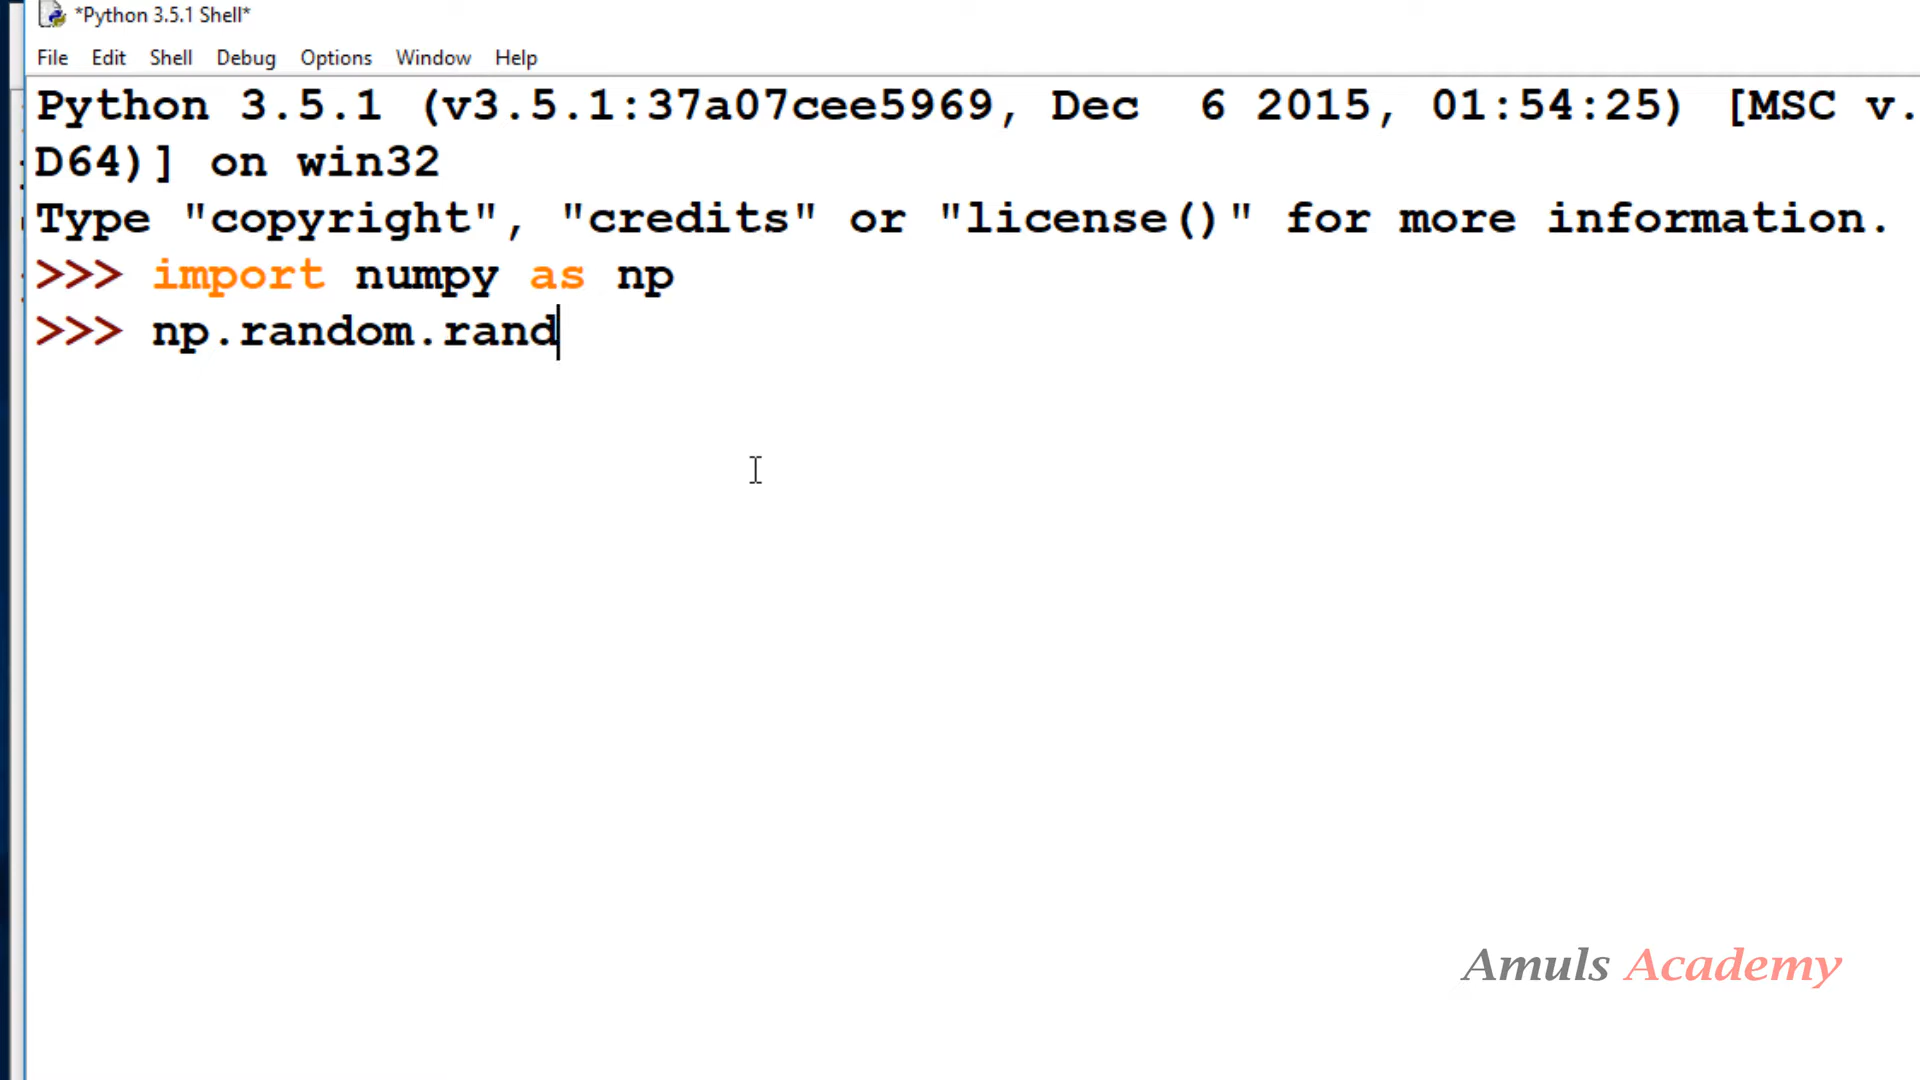 *Python 3.5.1 Shell*
File Edit Shell Debug Options Window Help
Python 3.5.1 (v3.5.1:37a07cee5969, Dec  6 2015, 01:54:25) [MSC v.
D64)] on win32
Type "copyright", "credits" or "license()" for more information.
>>> import numpy as np
>>> np.random.rand
Amuls Academy